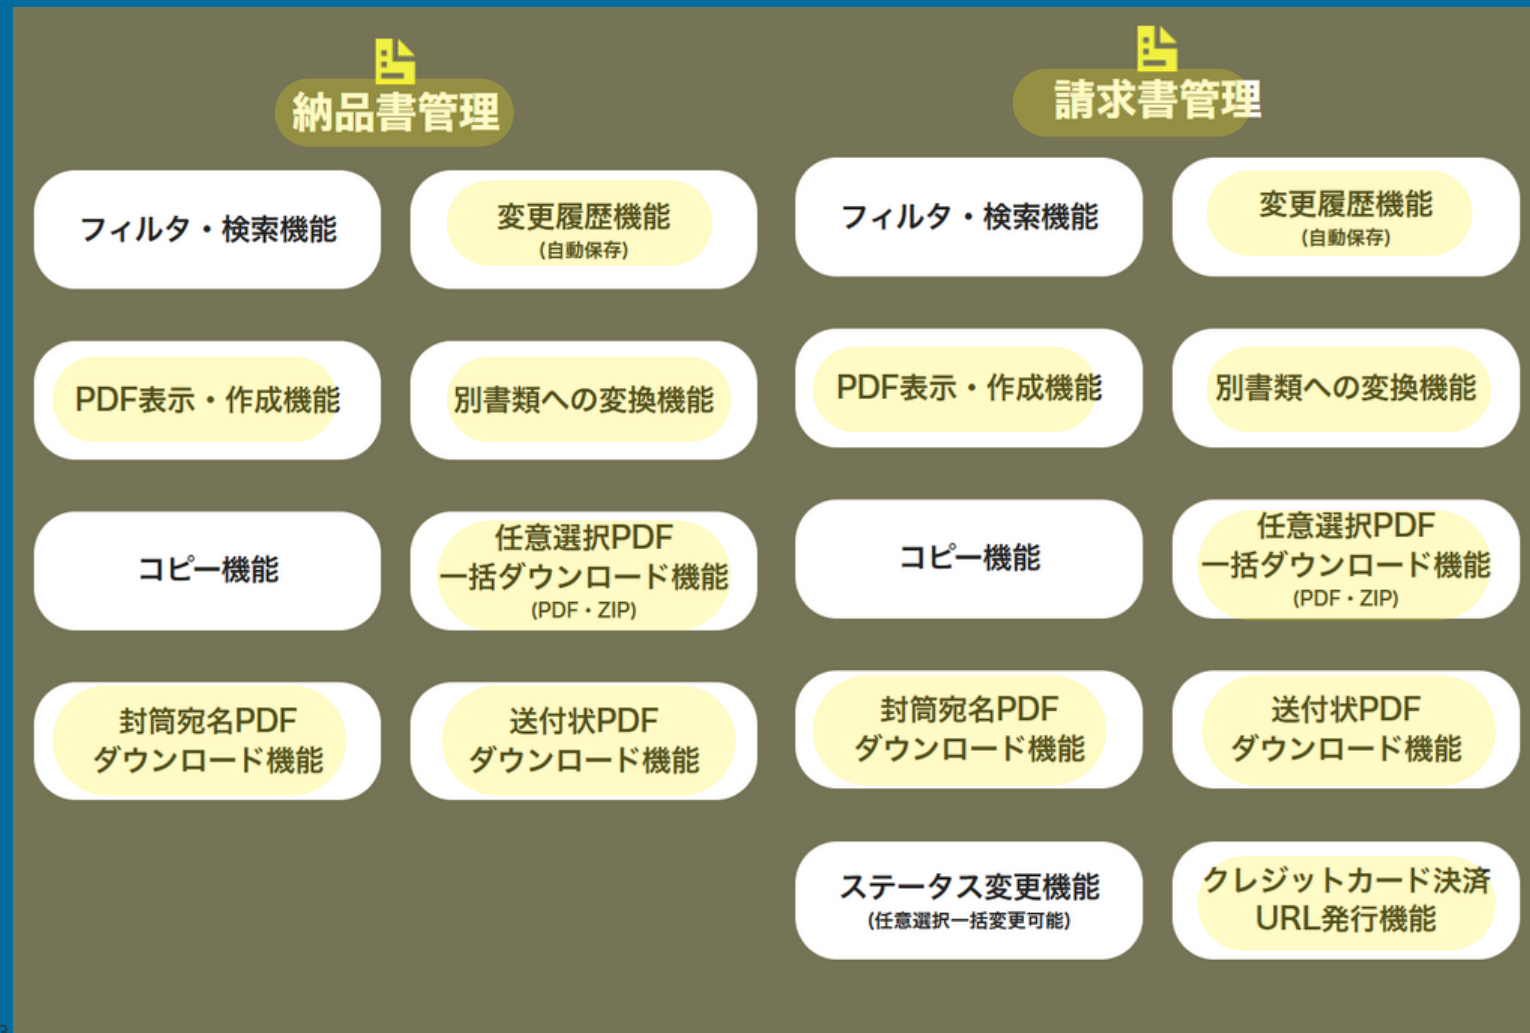 納品書管理
フィルタ・検索機能
変更履歴機能
(自動保存)
PDF表示・作成機能
別書類への変換機能
コピー機能
任意選択PDF
一括ダウンロード機能
(PDF・ZIP)
封筒宛名PDF
ダウンロード機能
送付状PDF
ダウンロード機能
請求書管理
フィルタ・検索機能
変更履歴機能
(自動保存)
PDF表示・作成機能
別書類への変換機能
コピー機能
任意選択PDF
一括ダウンロード機能
(PDF・ZIP)
封筒宛名PDF
ダウンロード機能
送付状PDF
ダウンロード機能
ステータス変更機能
(任意選択一括変更可能)
クレジットカード決済
URL発行機能